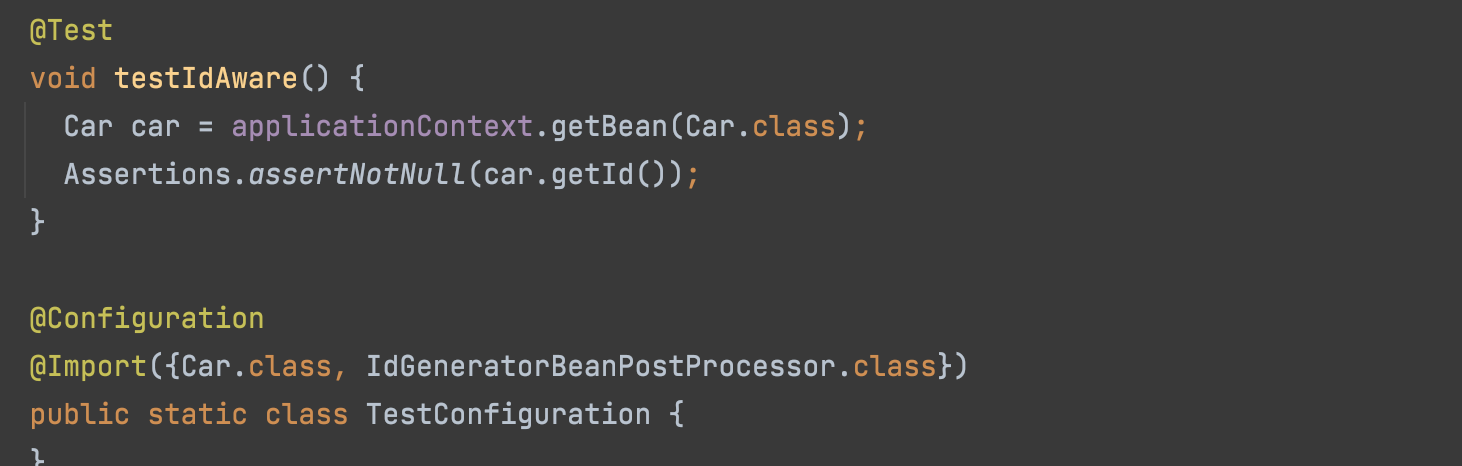 @Test
void testIdAware() {
  Car car = applicationContext.getBean(Car.class);
  Assertions.assertNotNull(car.getId());
}

@Configuration
@Import({Car.class, IdGeneratorBeanPostProcessor.class})
public static class TestConfiguration {
}